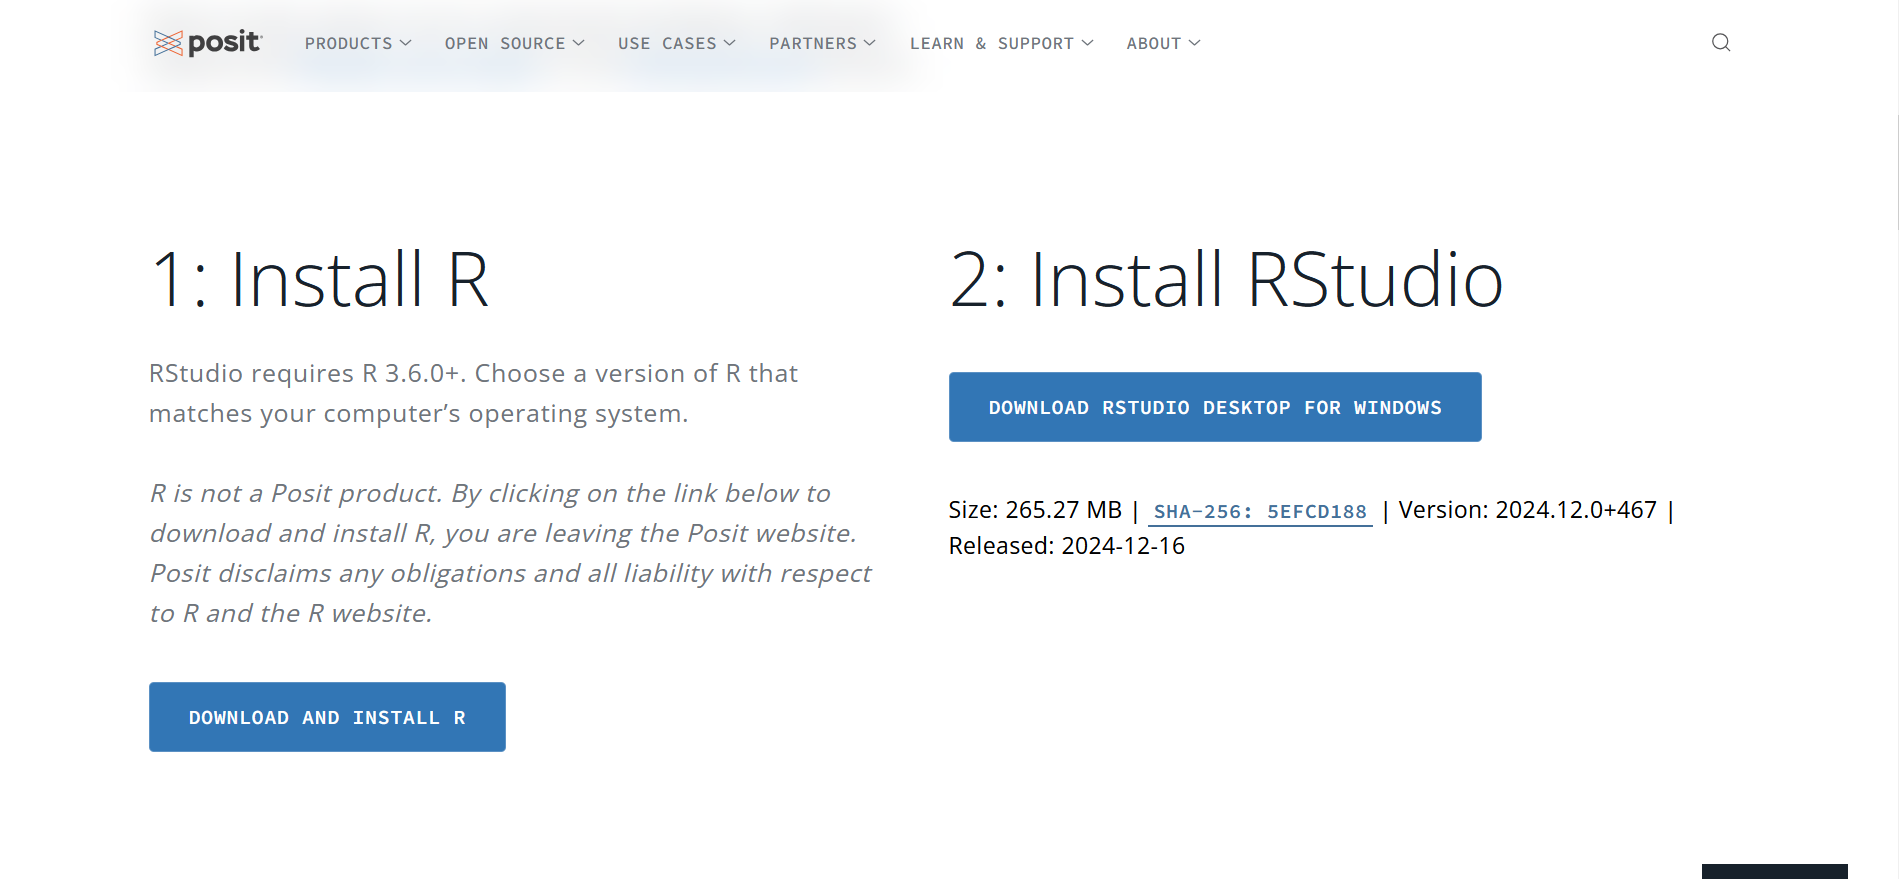 posit
PRODUCTS
OPEN SOURCE
USE CASES
PARTNERS
LEARN & SUPPORT
ABOUT
1: Install R
RStudio requires R 3.6.0+. Choose a version of R that
matches your computer’s operating system.
R is not a Posit product. By clicking on the link below to
download and install R, you are leaving the Posit website.
Posit disclaims any obligations and all liability with respect
to R and the R website.
DOWNLOAD AND INSTALL R
2: Install RStudio
DOWNLOAD RSTUDIO DESKTOP FOR WINDOWS
Size: 265.27 MB | SHA-256: 5EFCD188 | Version: 2024.12.0+467 |
Released: 2024-12-16